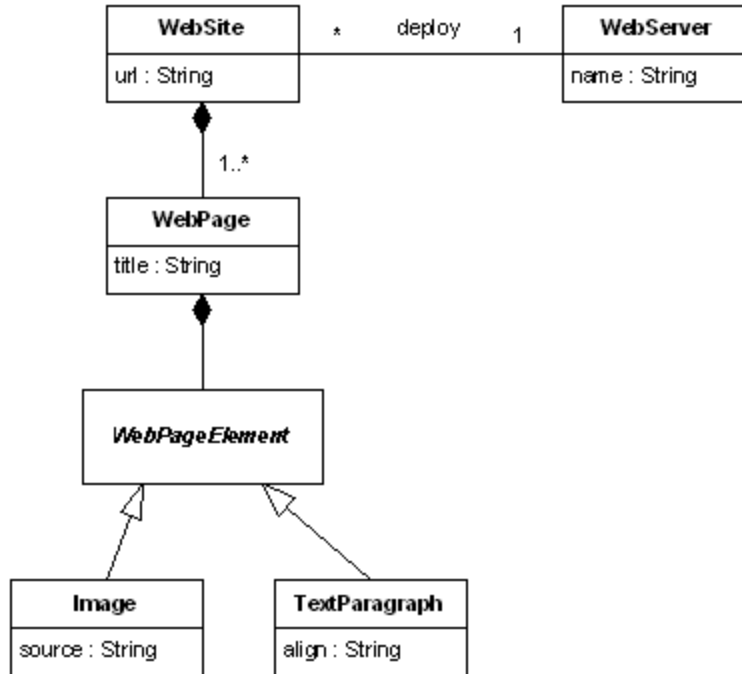 WebSite * deploy 1 WebServer
url : String name : String
1..*
WebPage
title : String
WebPageElement
Image TextParagraph
source : String align : String